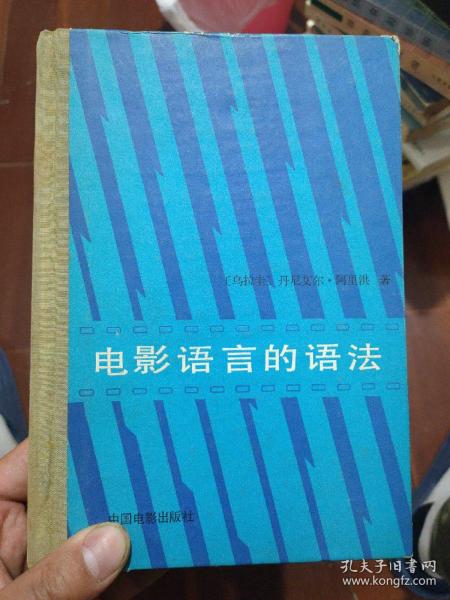 〔乌拉圭〕丹尼艾尔·阿里洪 著
电影语言的语法
中国电影出版社
孔夫子旧书网
www.kongfz.com